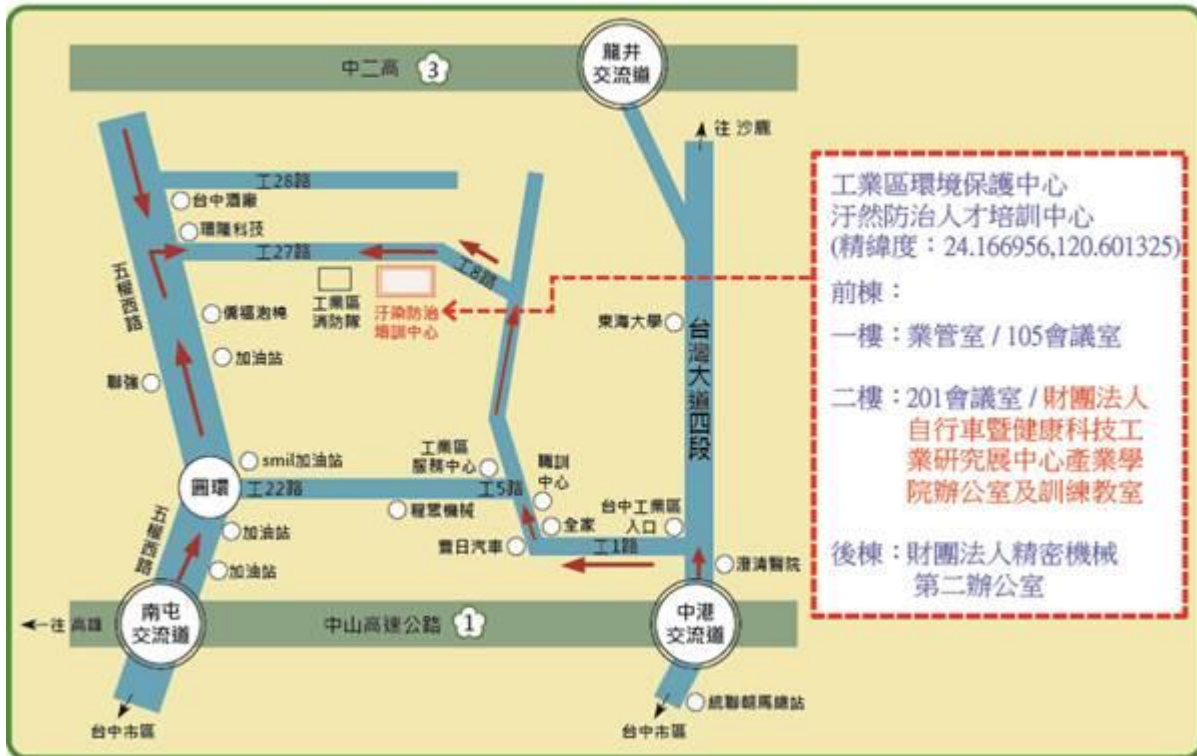 中二高 3
龍井
交流道
往 沙鹿
工28路
台中酒廠
環隆科技
工27路
工8路
工業區
消防隊
汙染防治
培訓中心
五權西路
僑福泡棉
加油站
聯強
東海大學
台灣大道四段
smil加油站
工業區
服務中心
職訓
中心
圓環
工22路
工5路
程泰機械
全家
台中工業區
入口
豐日汽車
工1路
澄清醫院
五權西路
加油站
加油站
往 高雄
南屯
交流道
中山高速公路 1
中港
交流道
台中市區
台中市區
統聯朝馬總站
工業區環境保護中心
汙然防治人才培訓中心
(精緯度：24.166956,120.601325)
前棟：
一樓：業管室 / 105會議室
二樓：201會議室 / 財團法人
自行車暨健康科技工
業研究展中心產業學
院辦公室及訓練教室
後棟：財團法人精密機械
第二辦公室